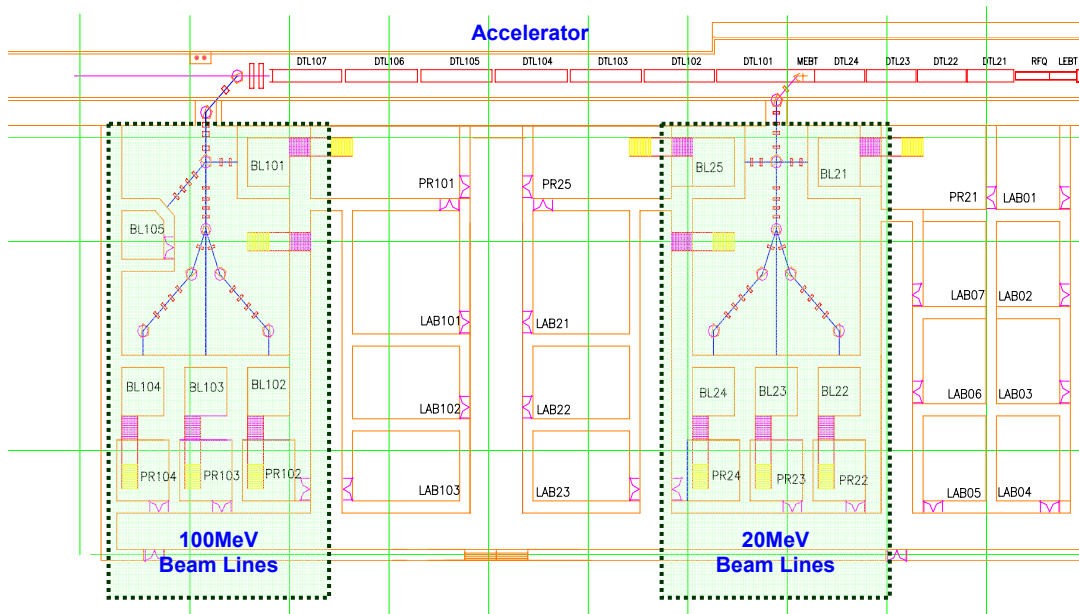 Accelerator
DTL107 DTL106 DTL105 DTL104 DTL103 DTL102 DTL101 MEBT DTL24 DTL23 DTL22 DTL21 RFQ LEBT
BL101 BL25 BL21
PR101 PR25 PR21 LAB01
BL105
LAB07 LAB02
LAB101 LAB21
BL104 BL103 BL102 BL24 BL23 BL22
LAB06 LAB03
LAB102 LAB22
PR104 PR103 PR102 PR24 PR23 PR22
LAB103 LAB23 LAB05 LAB04
100MeV 20MeV
Beam Lines Beam Lines